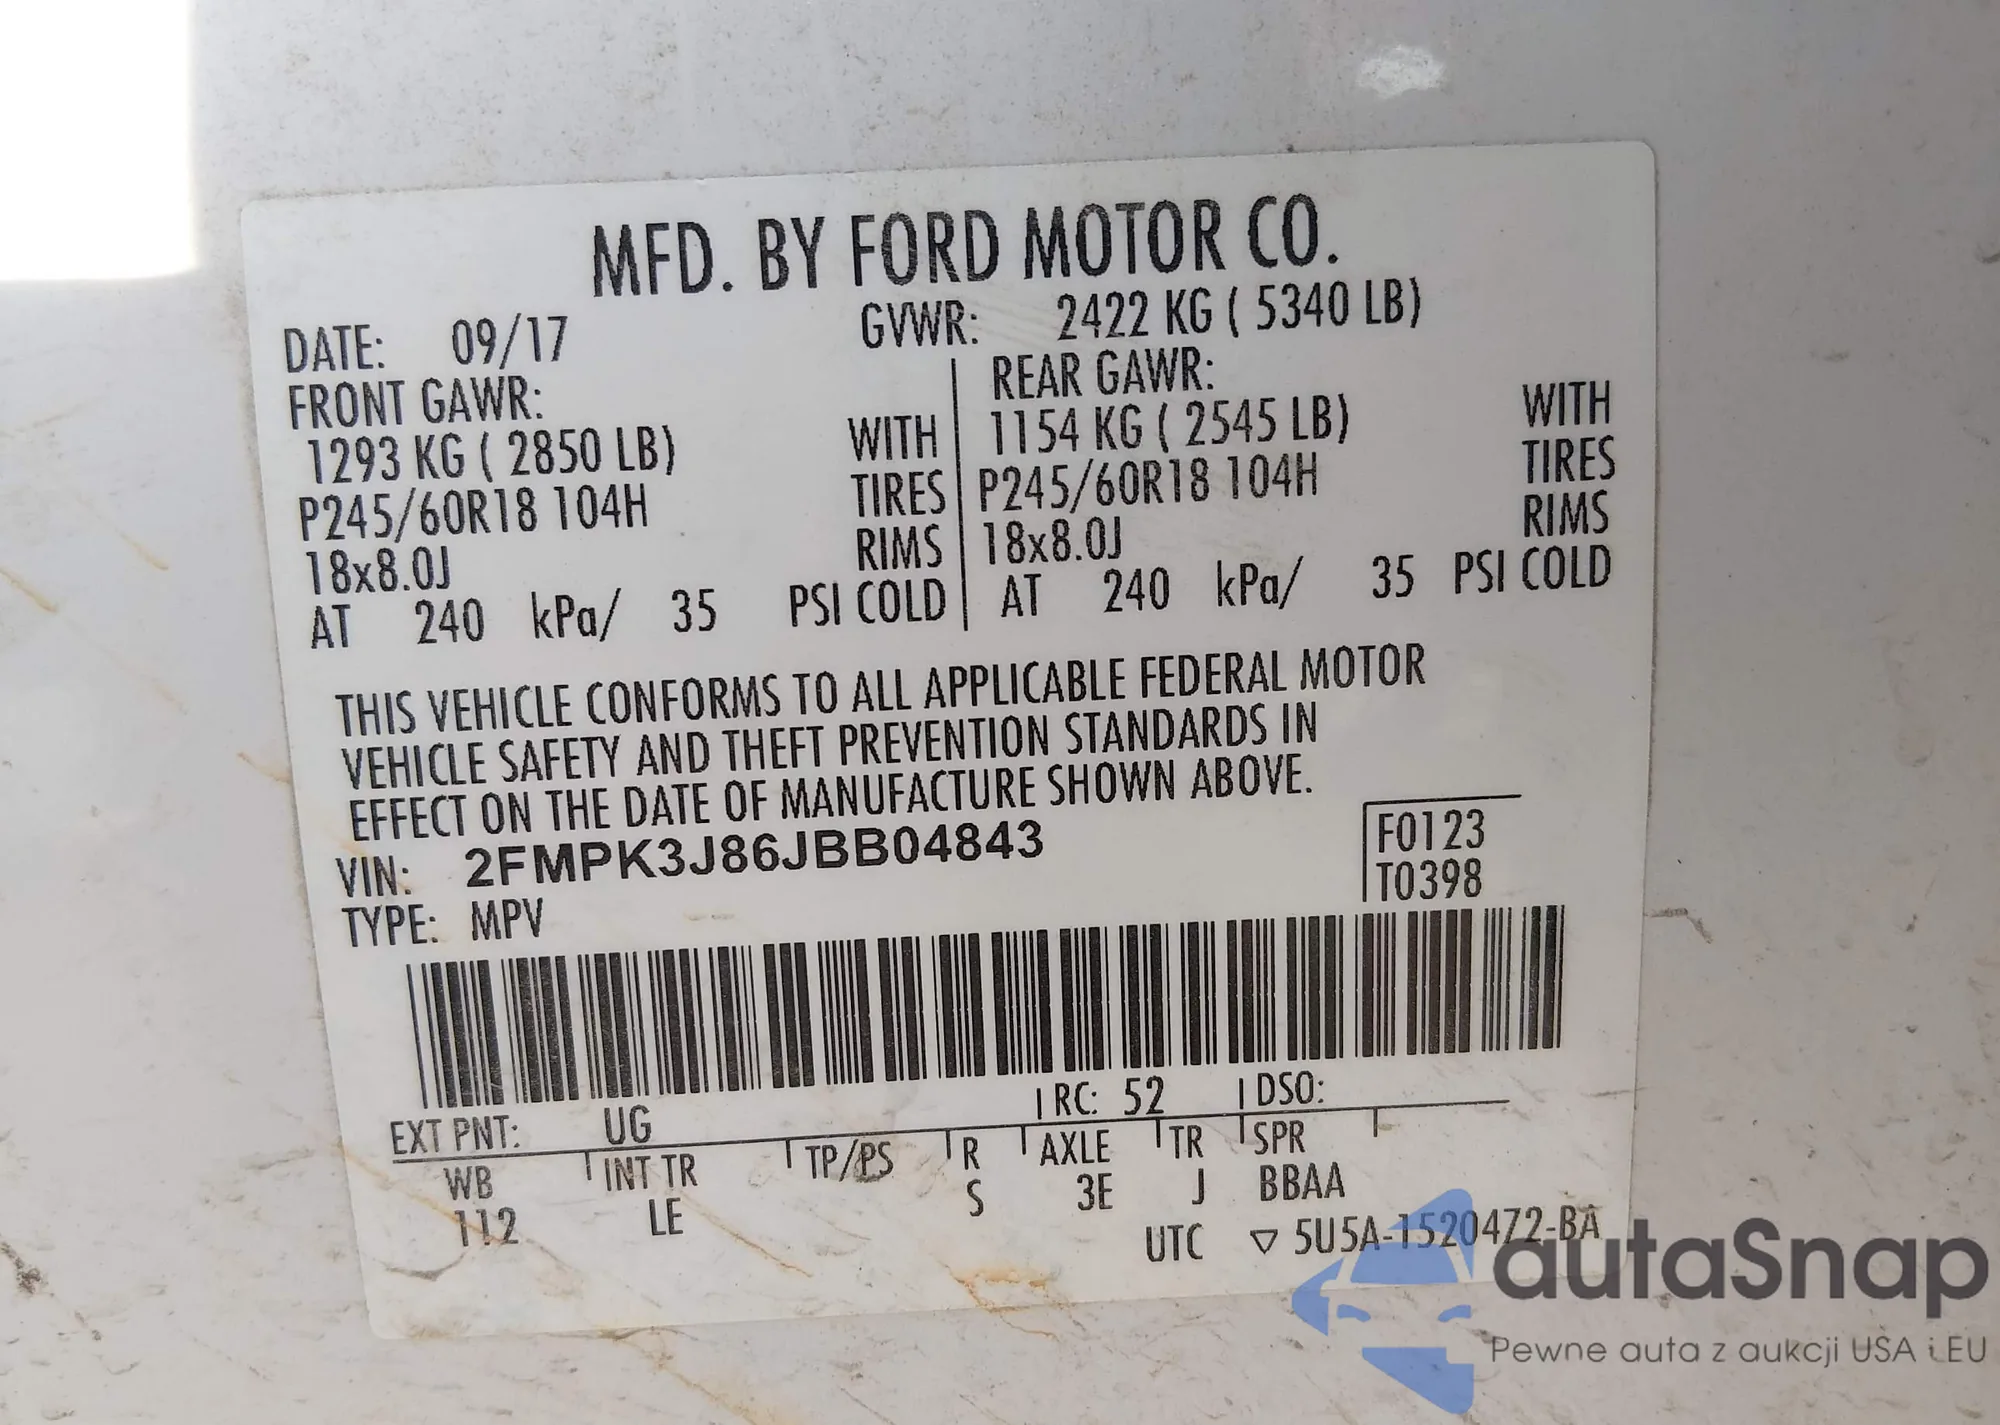 MFD. BY FORD MOTOR CO.
DATE: 09/17 GVWR: 2422 KG ( 5340 LB)
FRONT GAWR: REAR GAWR:
1293 KG ( 2850 LB) WITH 1154 KG ( 2545 LB) WITH
P245/60R18 104H TIRES P245/60R18 104H TIRES
18x8.0J RIMS 18x8.0J RIMS
AT 240 kPa/ 35 PSI COLD AT 240 kPa/ 35 PSI COLD
THIS VEHICLE CONFORMS TO ALL APPLICABLE FEDERAL MOTOR
VEHICLE SAFETY AND THEFT PREVENTION STANDARDS IN
EFFECT ON THE DATE OF MANUFACTURE SHOWN ABOVE.
VIN: 2FMPK3J86JBB04843 F0123
TYPE: MPV T0398
EXT PNT: UG RC: 52 DSO:
WB INT TR TP/PS R AXLE TR SPR
112 LE S 3E J BBAA
UTC ▽ 5U5A-1520472-BA
autaSnap
Pewne auta z aukcji USA i EU